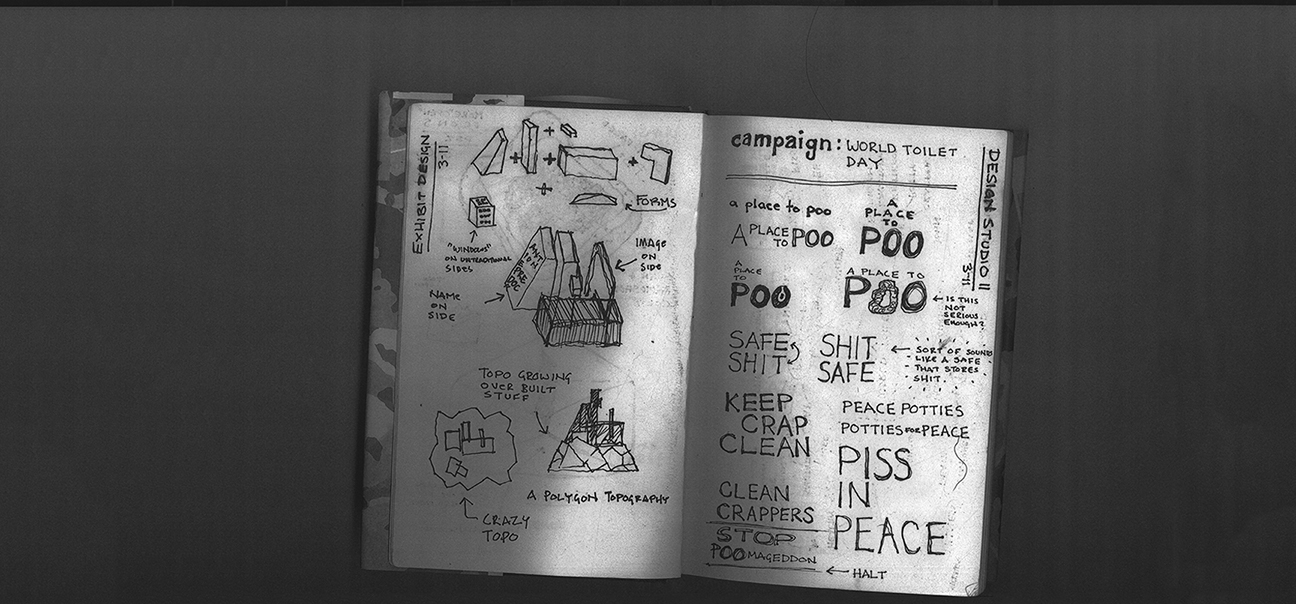 EXHIBIT DESIGN
3-11
FORMS
"WINDOWS"
ON UNTRADITIONAL
SIDES
IMAGE
ON
SIDE
NAME
ON
SIDE
TOPO GROWING
OVER BUILT
STUFF
A POLYGON TOPOGRAPHY
CRAZY
TOPO
campaign: WORLD TOILET
DAY
DESIGN STUDIO II
3-11
a place to poo
A PLACE
TO POO
A
PLACE
TO
POO
A
PLACE
TO
POO
A PLACE TO
POO
IS THIS
NOT
SERIOUS
ENOUGH?
SAFE
SHIT
SHIT
SAFE
SORT OF SOUNDS
LIKE A SAFE
THAT STORES
SHIT.
KEEP
CRAP
CLEAN
PEACE POTTIES
POTTIES FOR PEACE
PISS
IN
PEACE
CLEAN
CRAPPERS
STOP
POOMAGEDDON
HALT